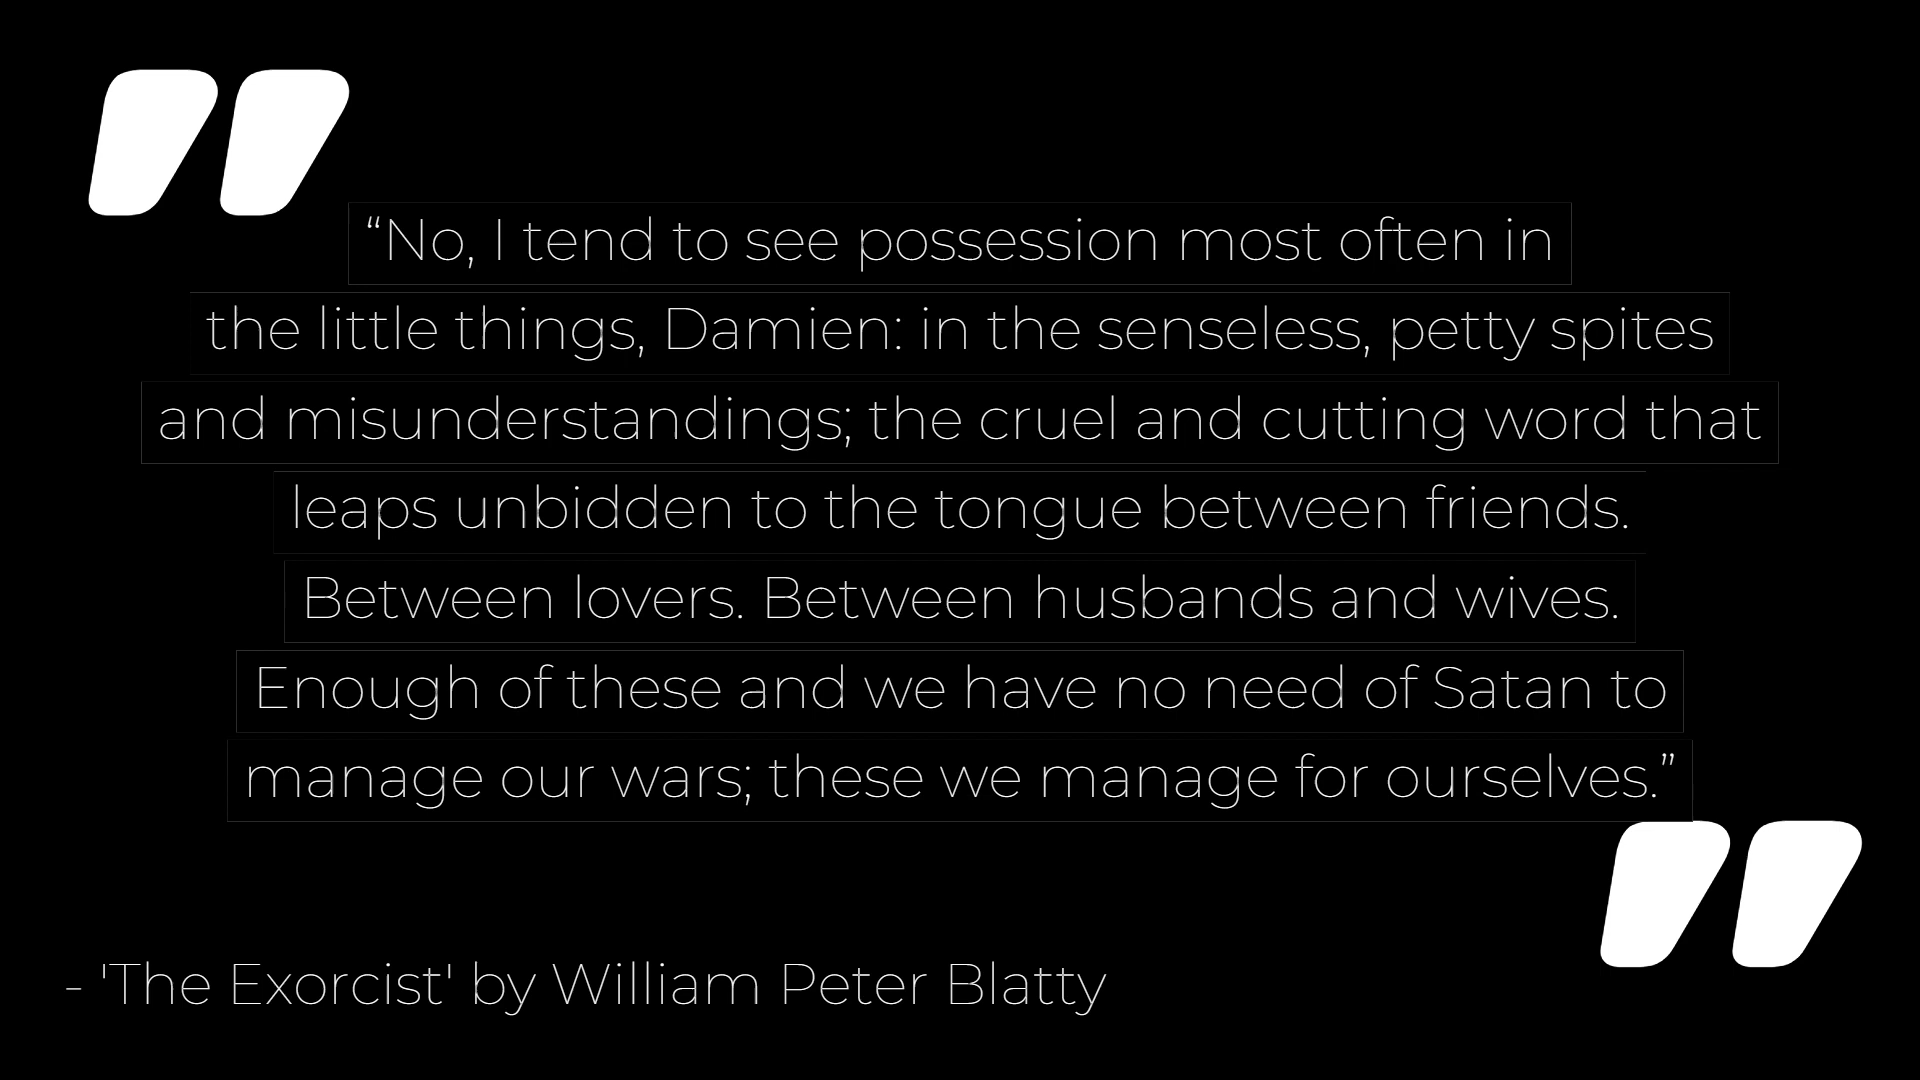 “No, I tend to see possession most often in
the little things, Damien: in the senseless, petty spites
and misunderstandings; the cruel and cutting word that
leaps unbidden to the tongue between friends.
Between lovers. Between husbands and wives.
Enough of these and we have no need of Satan to
manage our wars; these we manage for ourselves.”
- 'The Exorcist' by William Peter Blatty